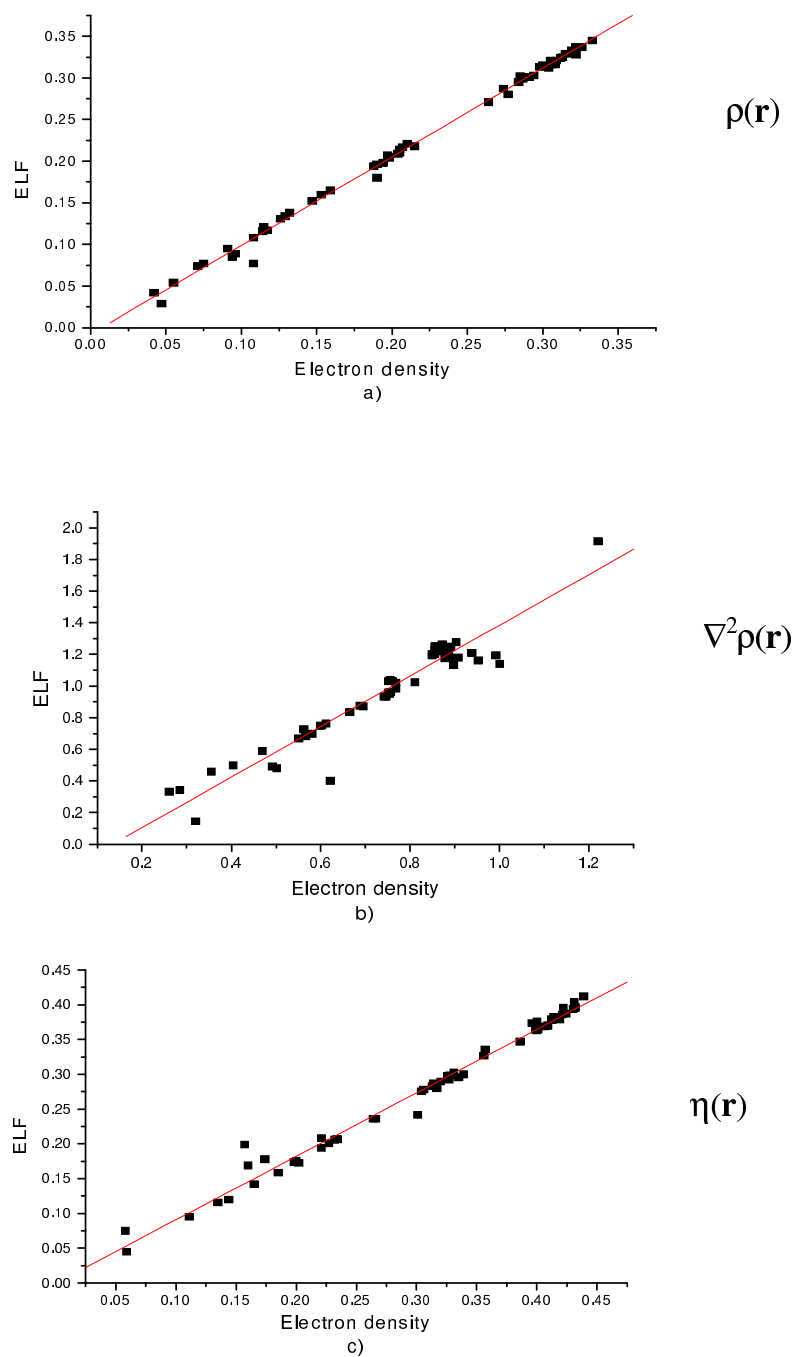 0.35
0.30
0.25
0.20
0.15
0.10
0.05
0.00
ELF
0.00 0.05 0.10 0.15 0.20 0.25 0.30 0.35
Electron density
a)
ρ(r)
2.0
1.8
1.6
1.4
1.2
1.0
0.8
0.6
0.4
0.2
0.0
ELF
0.2 0.4 0.6 0.8 1.0 1.2
Electron density
b)
∇²ρ(r)
0.45
0.40
0.35
0.30
0.25
0.20
0.15
0.10
0.05
0.00
ELF
0.05 0.10 0.15 0.20 0.25 0.30 0.35 0.40 0.45
Electron density
c)
η(r)